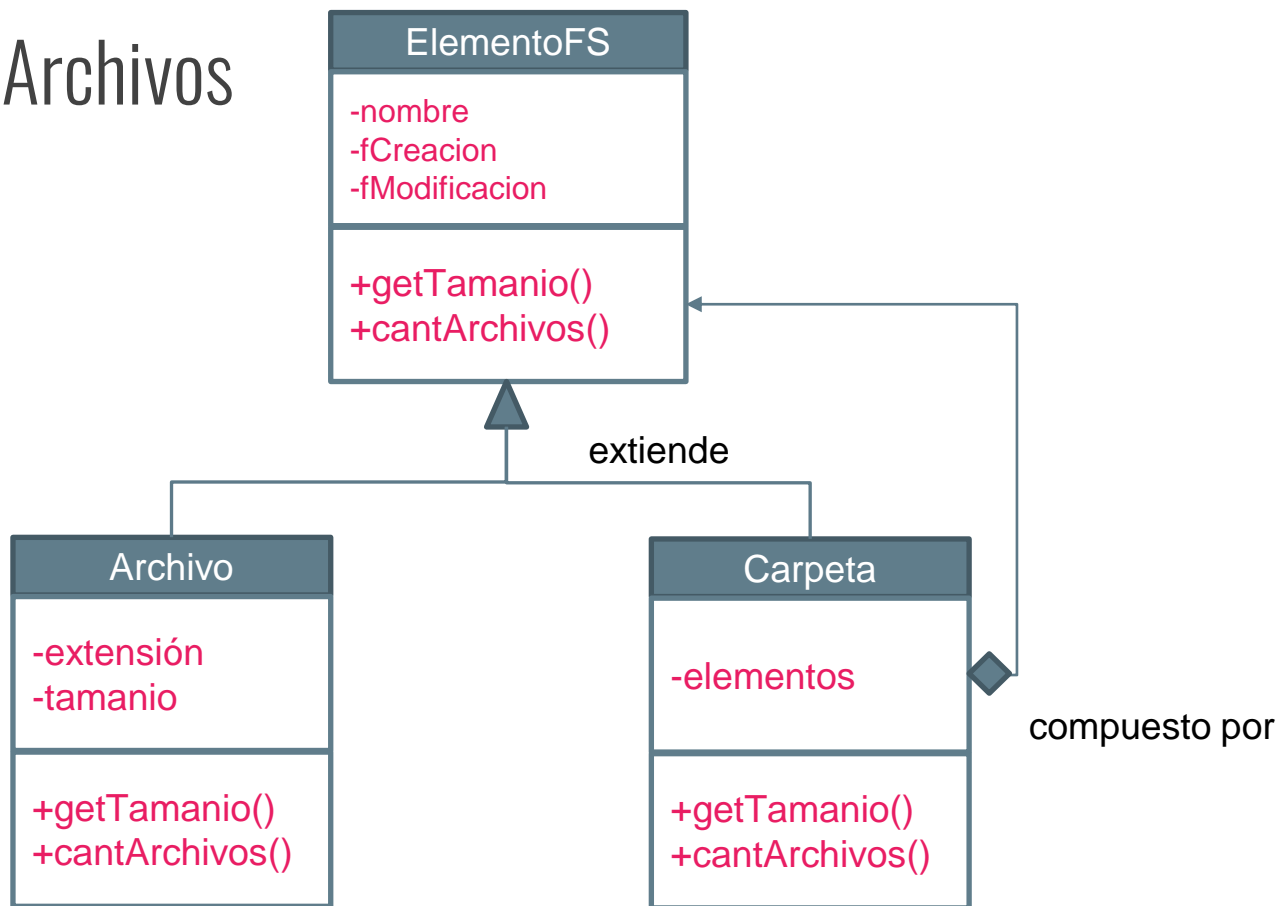 Archivos
ElementoFS
-nombre
-fCreacion
-fModificacion
+getTamanio()
+cantArchivos()
extiende
Archivo
-extensión
-tamanio
+getTamanio()
+cantArchivos()
Carpeta
-elementos
compuesto por
+getTamanio()
+cantArchivos()